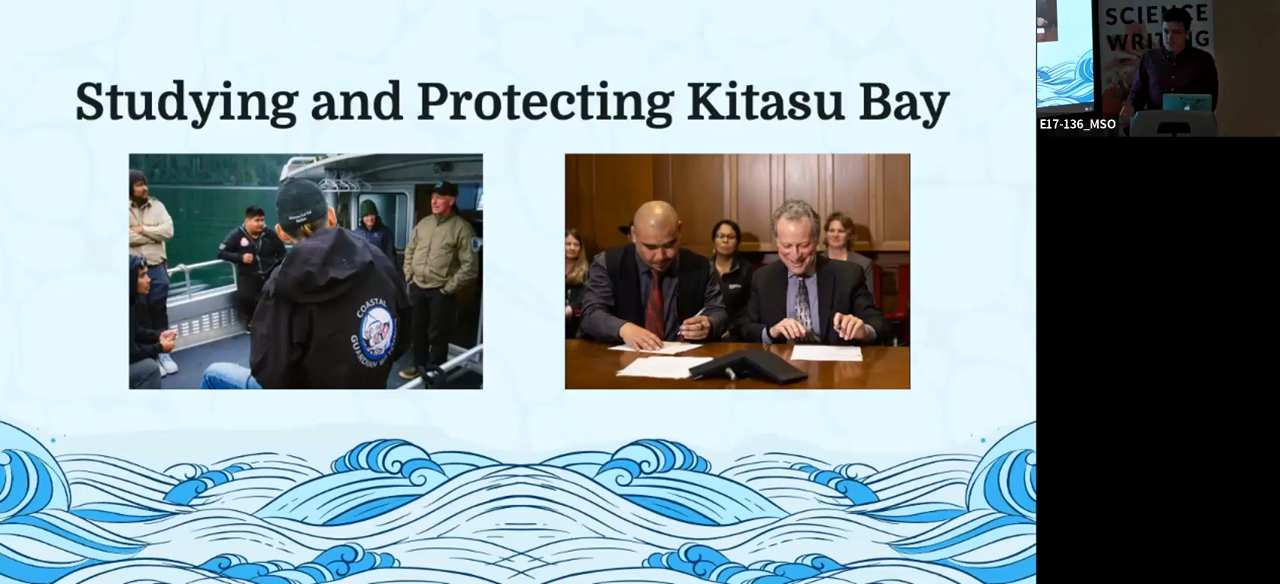 Studying and Protecting Kitasu Bay
COASTAL
GUARDIAN
SCIENCE
WRITING
E17-136_MSO